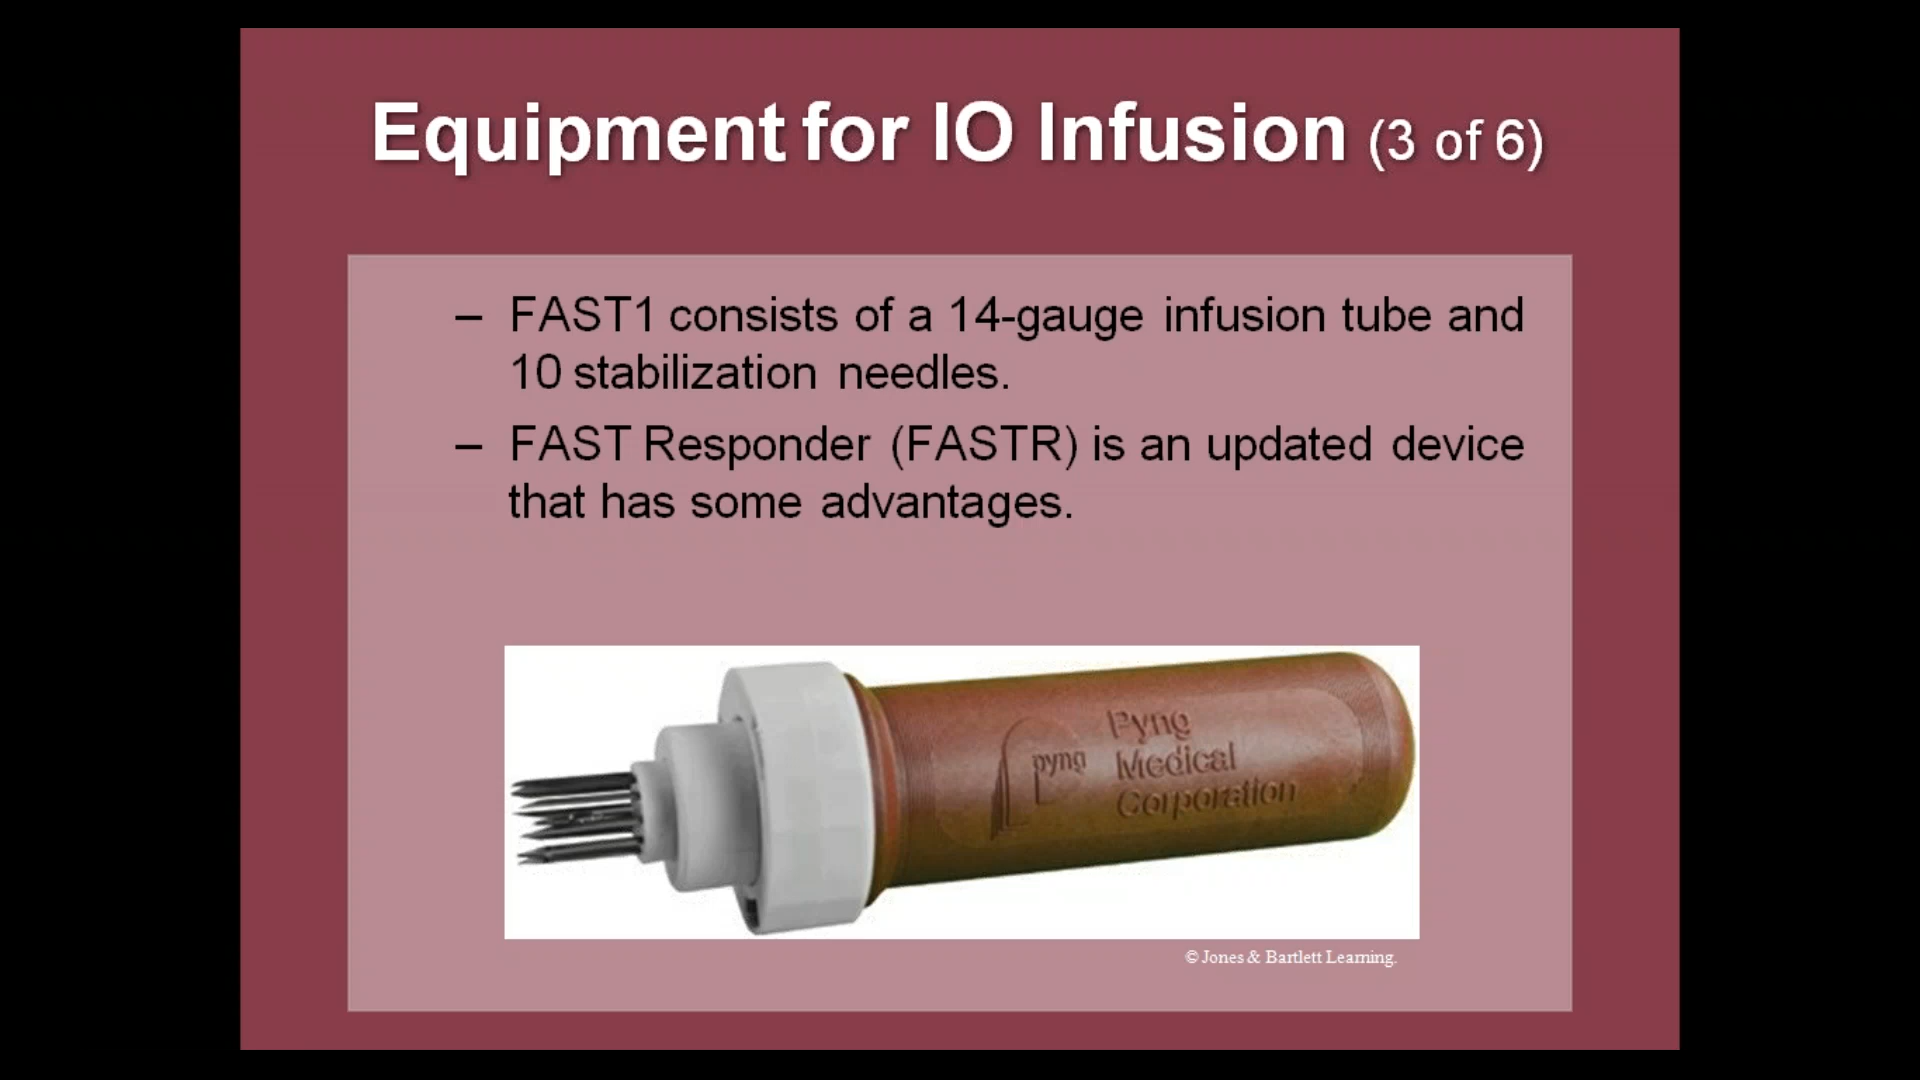 Equipment for IO Infusion (3 of 6)
– FAST1 consists of a 14-gauge infusion tube and
10 stabilization needles.
– FAST Responder (FASTR) is an updated device
that has some advantages.
pyng
Pyng
Medical
Corporation
© Jones & Bartlett Learning.